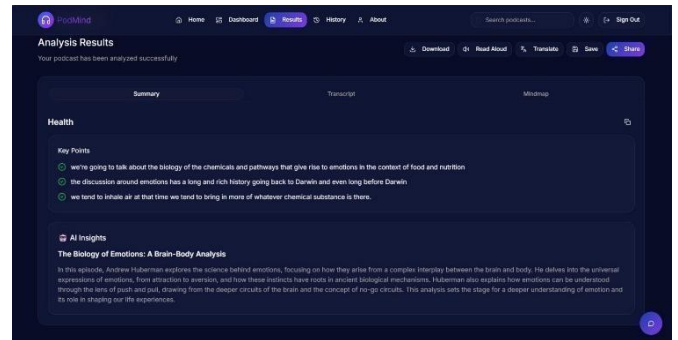 PodMind
Home Dashboard Results History About
Search podcasts...
Sign Out
Analysis Results
Your podcast has been analyzed successfully
Download Read Aloud Translate Save Share
Summary Transcript Mindmap
Health
Key Points
we're going to talk about the biology of the chemicals and pathways that give rise to emotions in the context of food and nutrition
the discussion around emotions has a long and rich history going back to Darwin and even long before Darwin
we tend to inhale air at that time we tend to bring in more of whatever chemical substance is there.
AI Insights
The Biology of Emotions: A Brain-Body Analysis
In this episode, Andrew Huberman explores the science behind emotions, focusing on how they arise from a complex interplay between the brain and body. He delves into the universal
expressions of emotions, from attraction to aversion, and how these instincts have roots in ancient biological mechanisms. Huberman also explains how emotions can be understood
through the lens of push and pull, drawing from the deeper circuits of the brain and the concept of no-go circuits. This analysis sets the stage for a deeper understanding of emotion and
its role in shaping our life experiences.